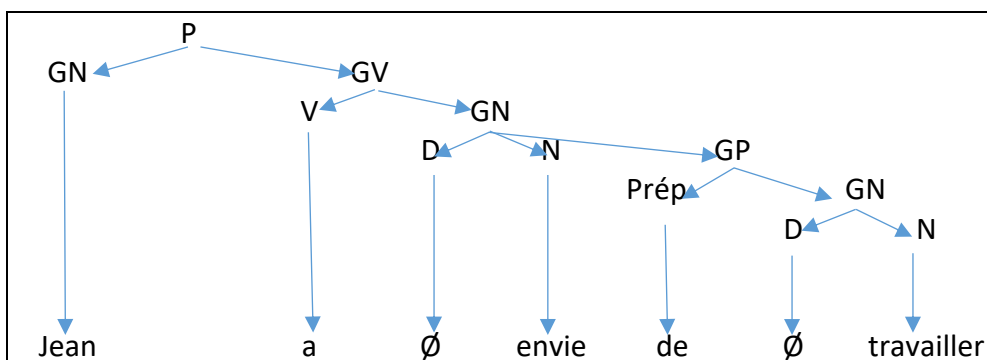 P
GN GV
V GN
D N GP
Prép GN
D N
Jean a Ø envie de Ø travailler